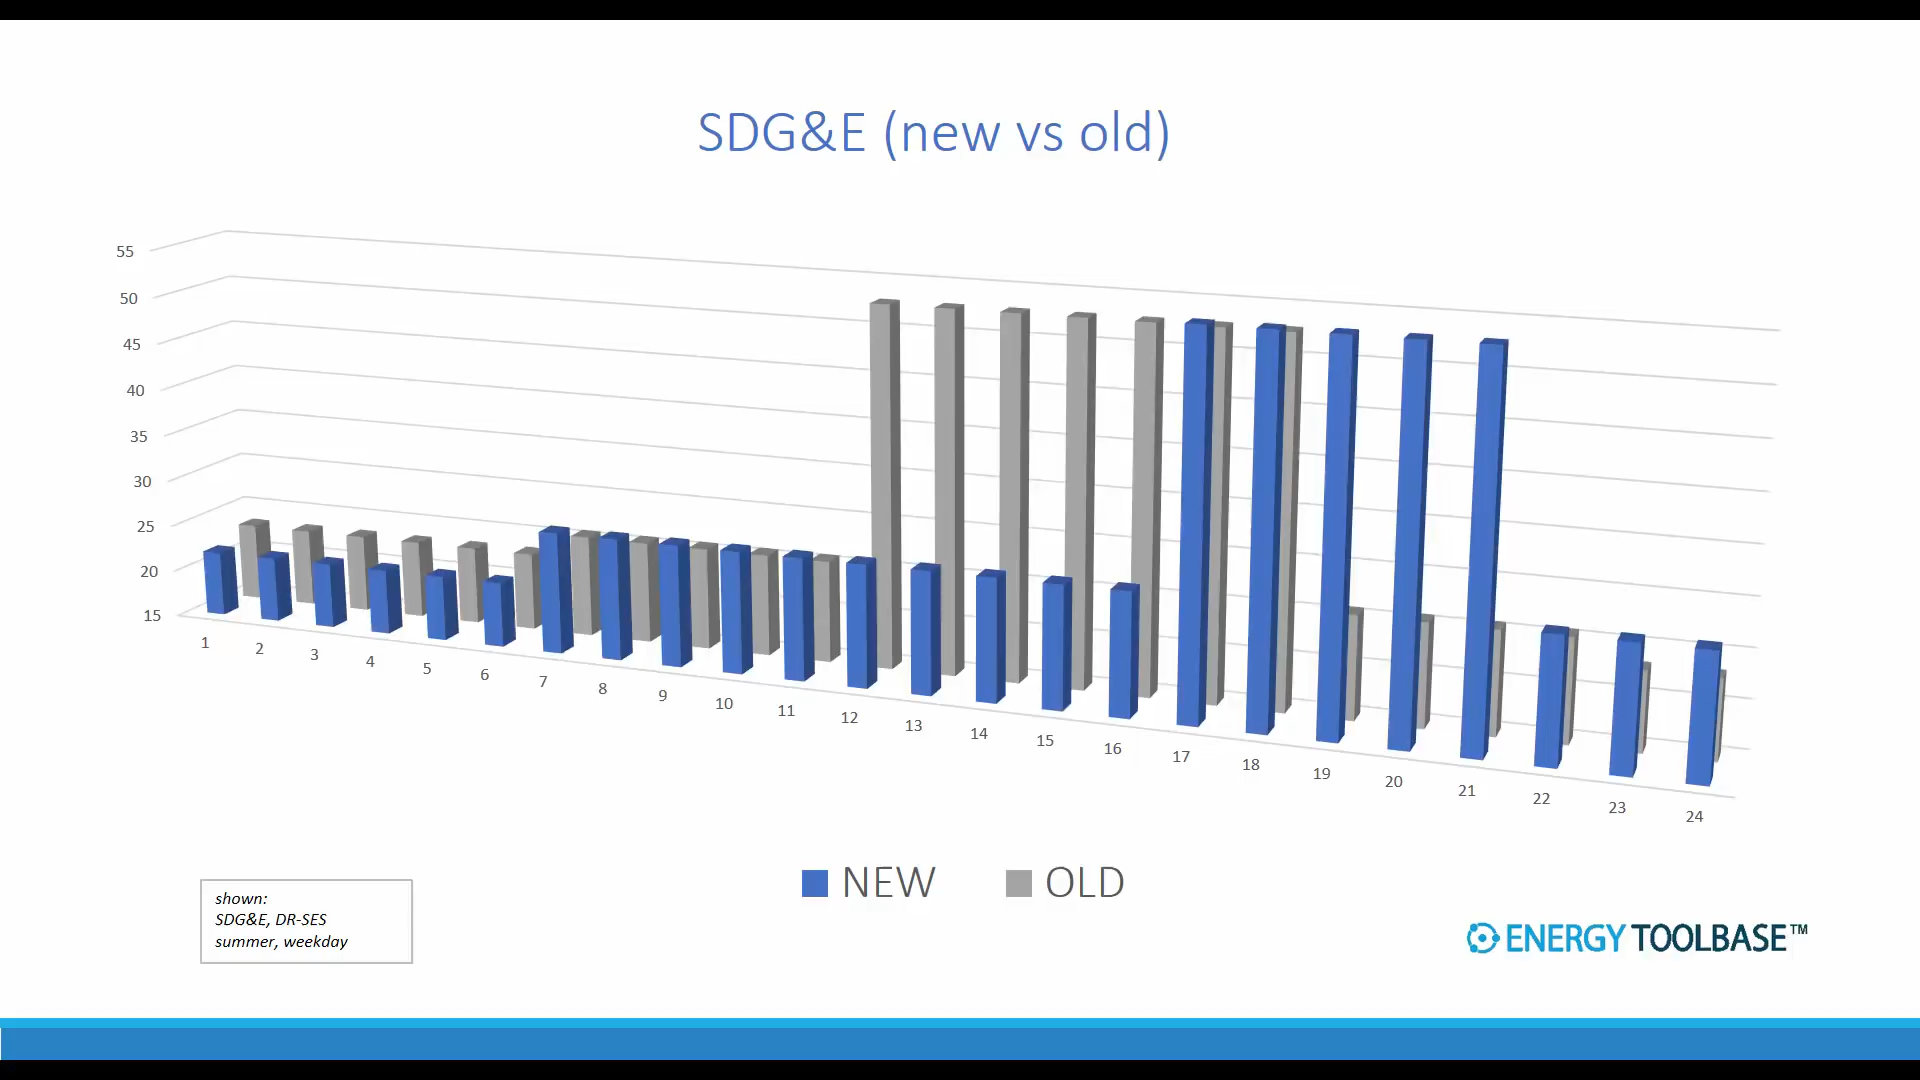 SDG&E (new vs old)
55
50
45
40
35
30
25
20
15
1 2 3 4 5 6 7 8 9 10 11 12 13 14 15 16 17 18 19 20 21 22 23 24
NEW OLD
shown:
SDG&E, DR-SES
summer, weekday
ENERGY TOOLBASE™